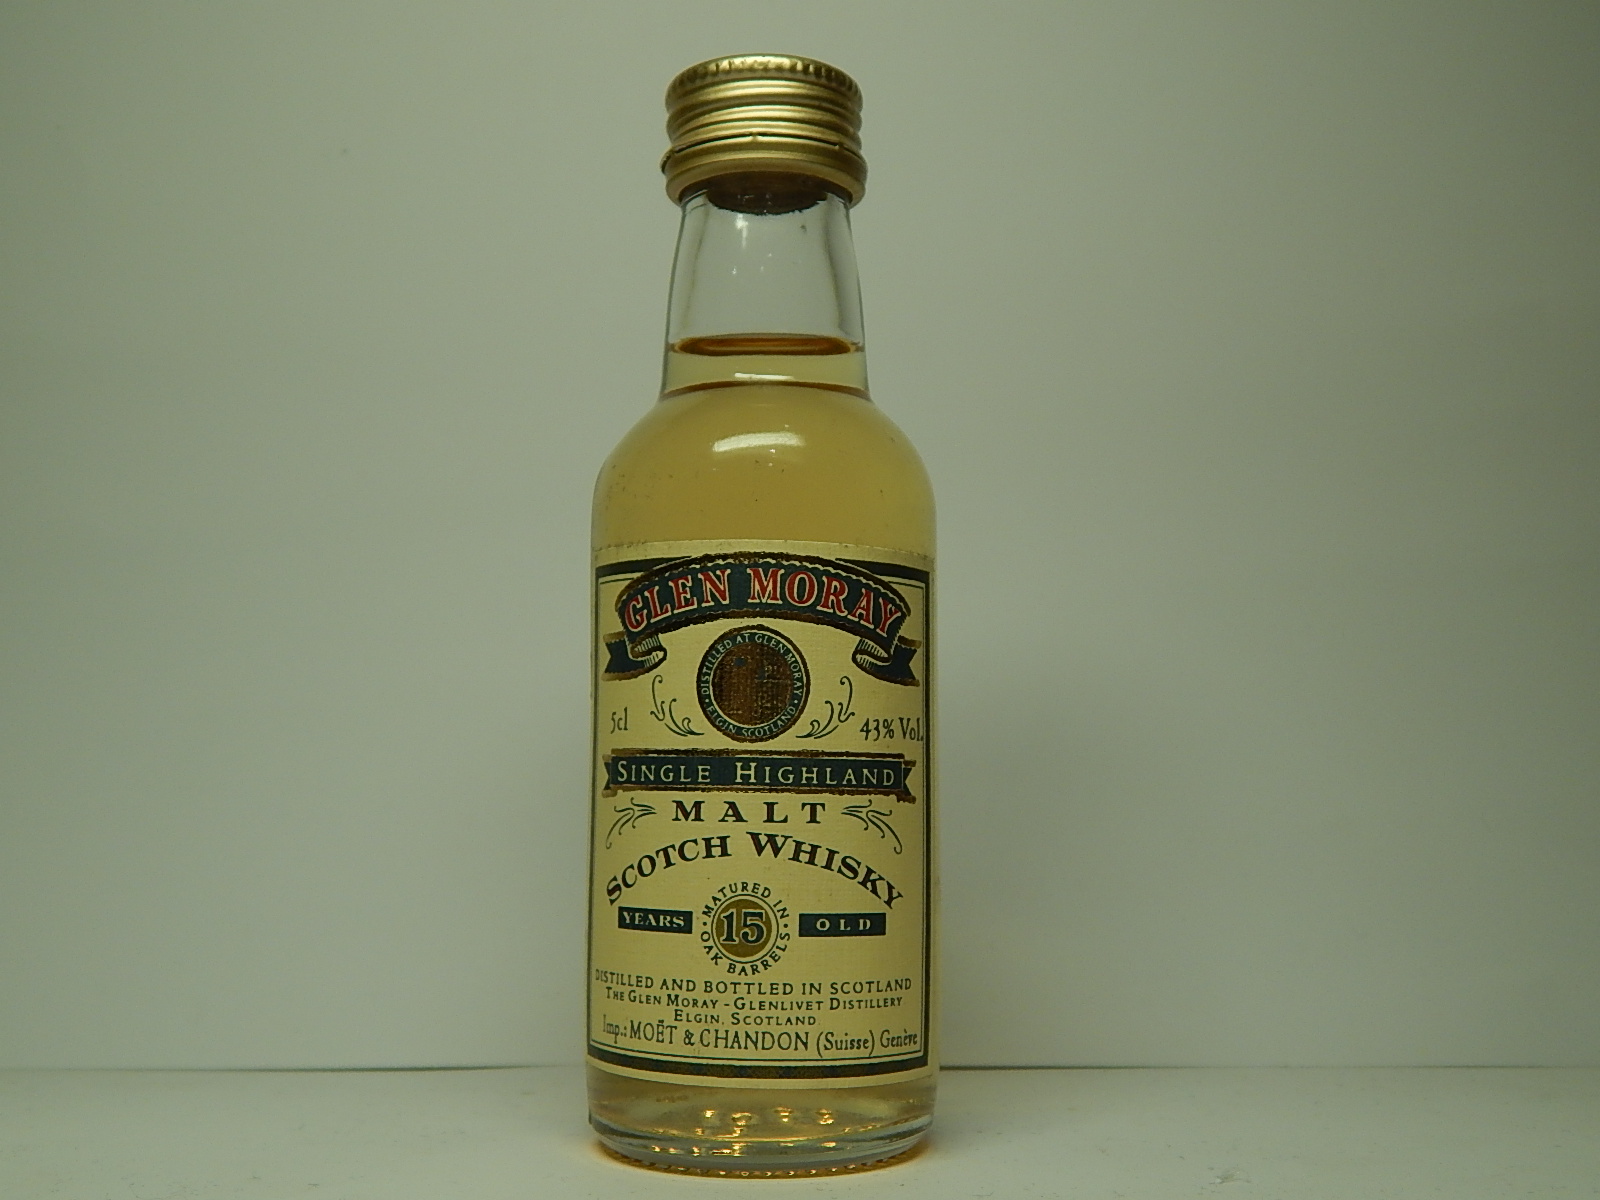 GLEN MORAY
DISTILLED AT GLEN MORAY
· ELGIN SCOTLAND ·
5cl
43% Vol.
SINGLE HIGHLAND
MALT
SCOTCH WHISKY
YEARS
MATURED IN
15
OAK BARRELS
OLD
DISTILLED AND BOTTLED IN SCOTLAND
THE GLEN MORAY - GLENLIVET DISTILLERY
ELGIN, SCOTLAND.
Imp.: MOËT & CHANDON (Suisse) Genève